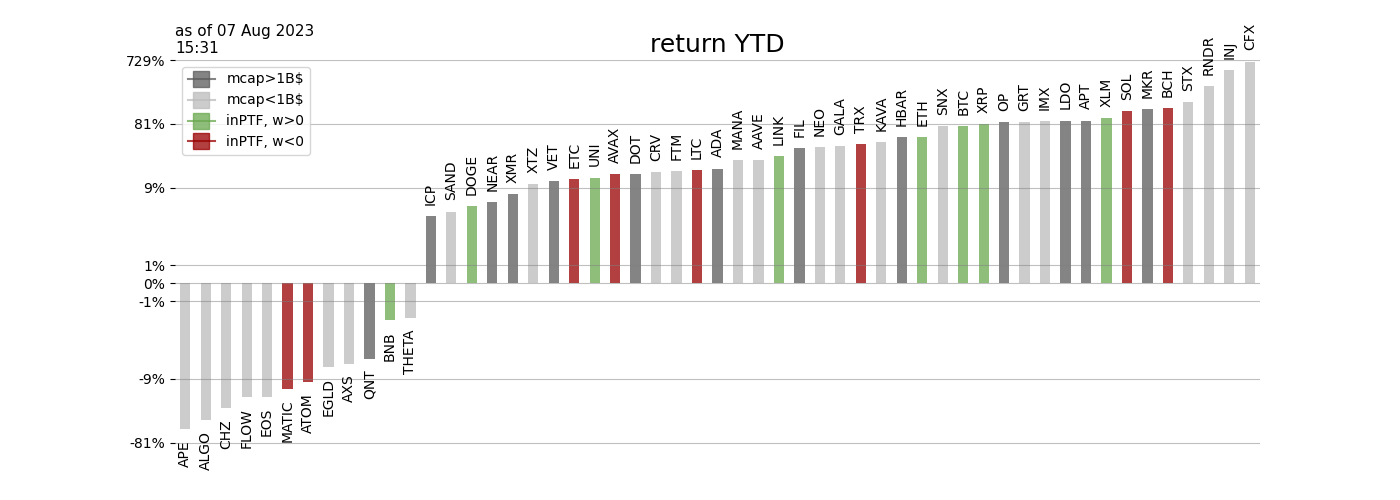 as of 07 Aug 2023
15:31
return YTD
729%
81%
9%
1%
0%
-1%
-9%
-81%
mcap>1B$
mcap<1B$
inPTF, w>0
inPTF, w<0
APE
ALGO
CHZ
FLOW
EOS
MATIC
ATOM
EGLD
AXS
QNT
BNB
THETA
ICP
SAND
DOGE
NEAR
XMR
XTZ
VET
ETC
UNI
AVAX
DOT
CRV
FTM
LTC
ADA
MANA
AAVE
LINK
FIL
NEO
GALA
TRX
KAVA
HBAR
ETH
SNX
BTC
XRP
OP
GRT
IMX
LDO
APT
XLM
SOL
MKR
BCH
STX
RNDR
INJ
CFX